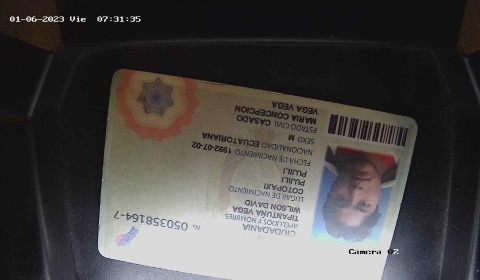 01-06-2023 Vie 07:31:35
CIUDADANIA
No. 050358164-7
APELLIDOS Y NOMBRES
TIPANTUÑA VEGA
WILSON DAVID
LUGAR DE NACIMIENTO
COTOPAXI
PUJILI
PUJILI
FECHA DE NACIMIENTO 1992-07-02
NACIONALIDAD ECUATORIANA
SEXO M
ESTADO CIVIL CASADO
MARIA CONCEPCION
VEGA VEGA
Camera 02